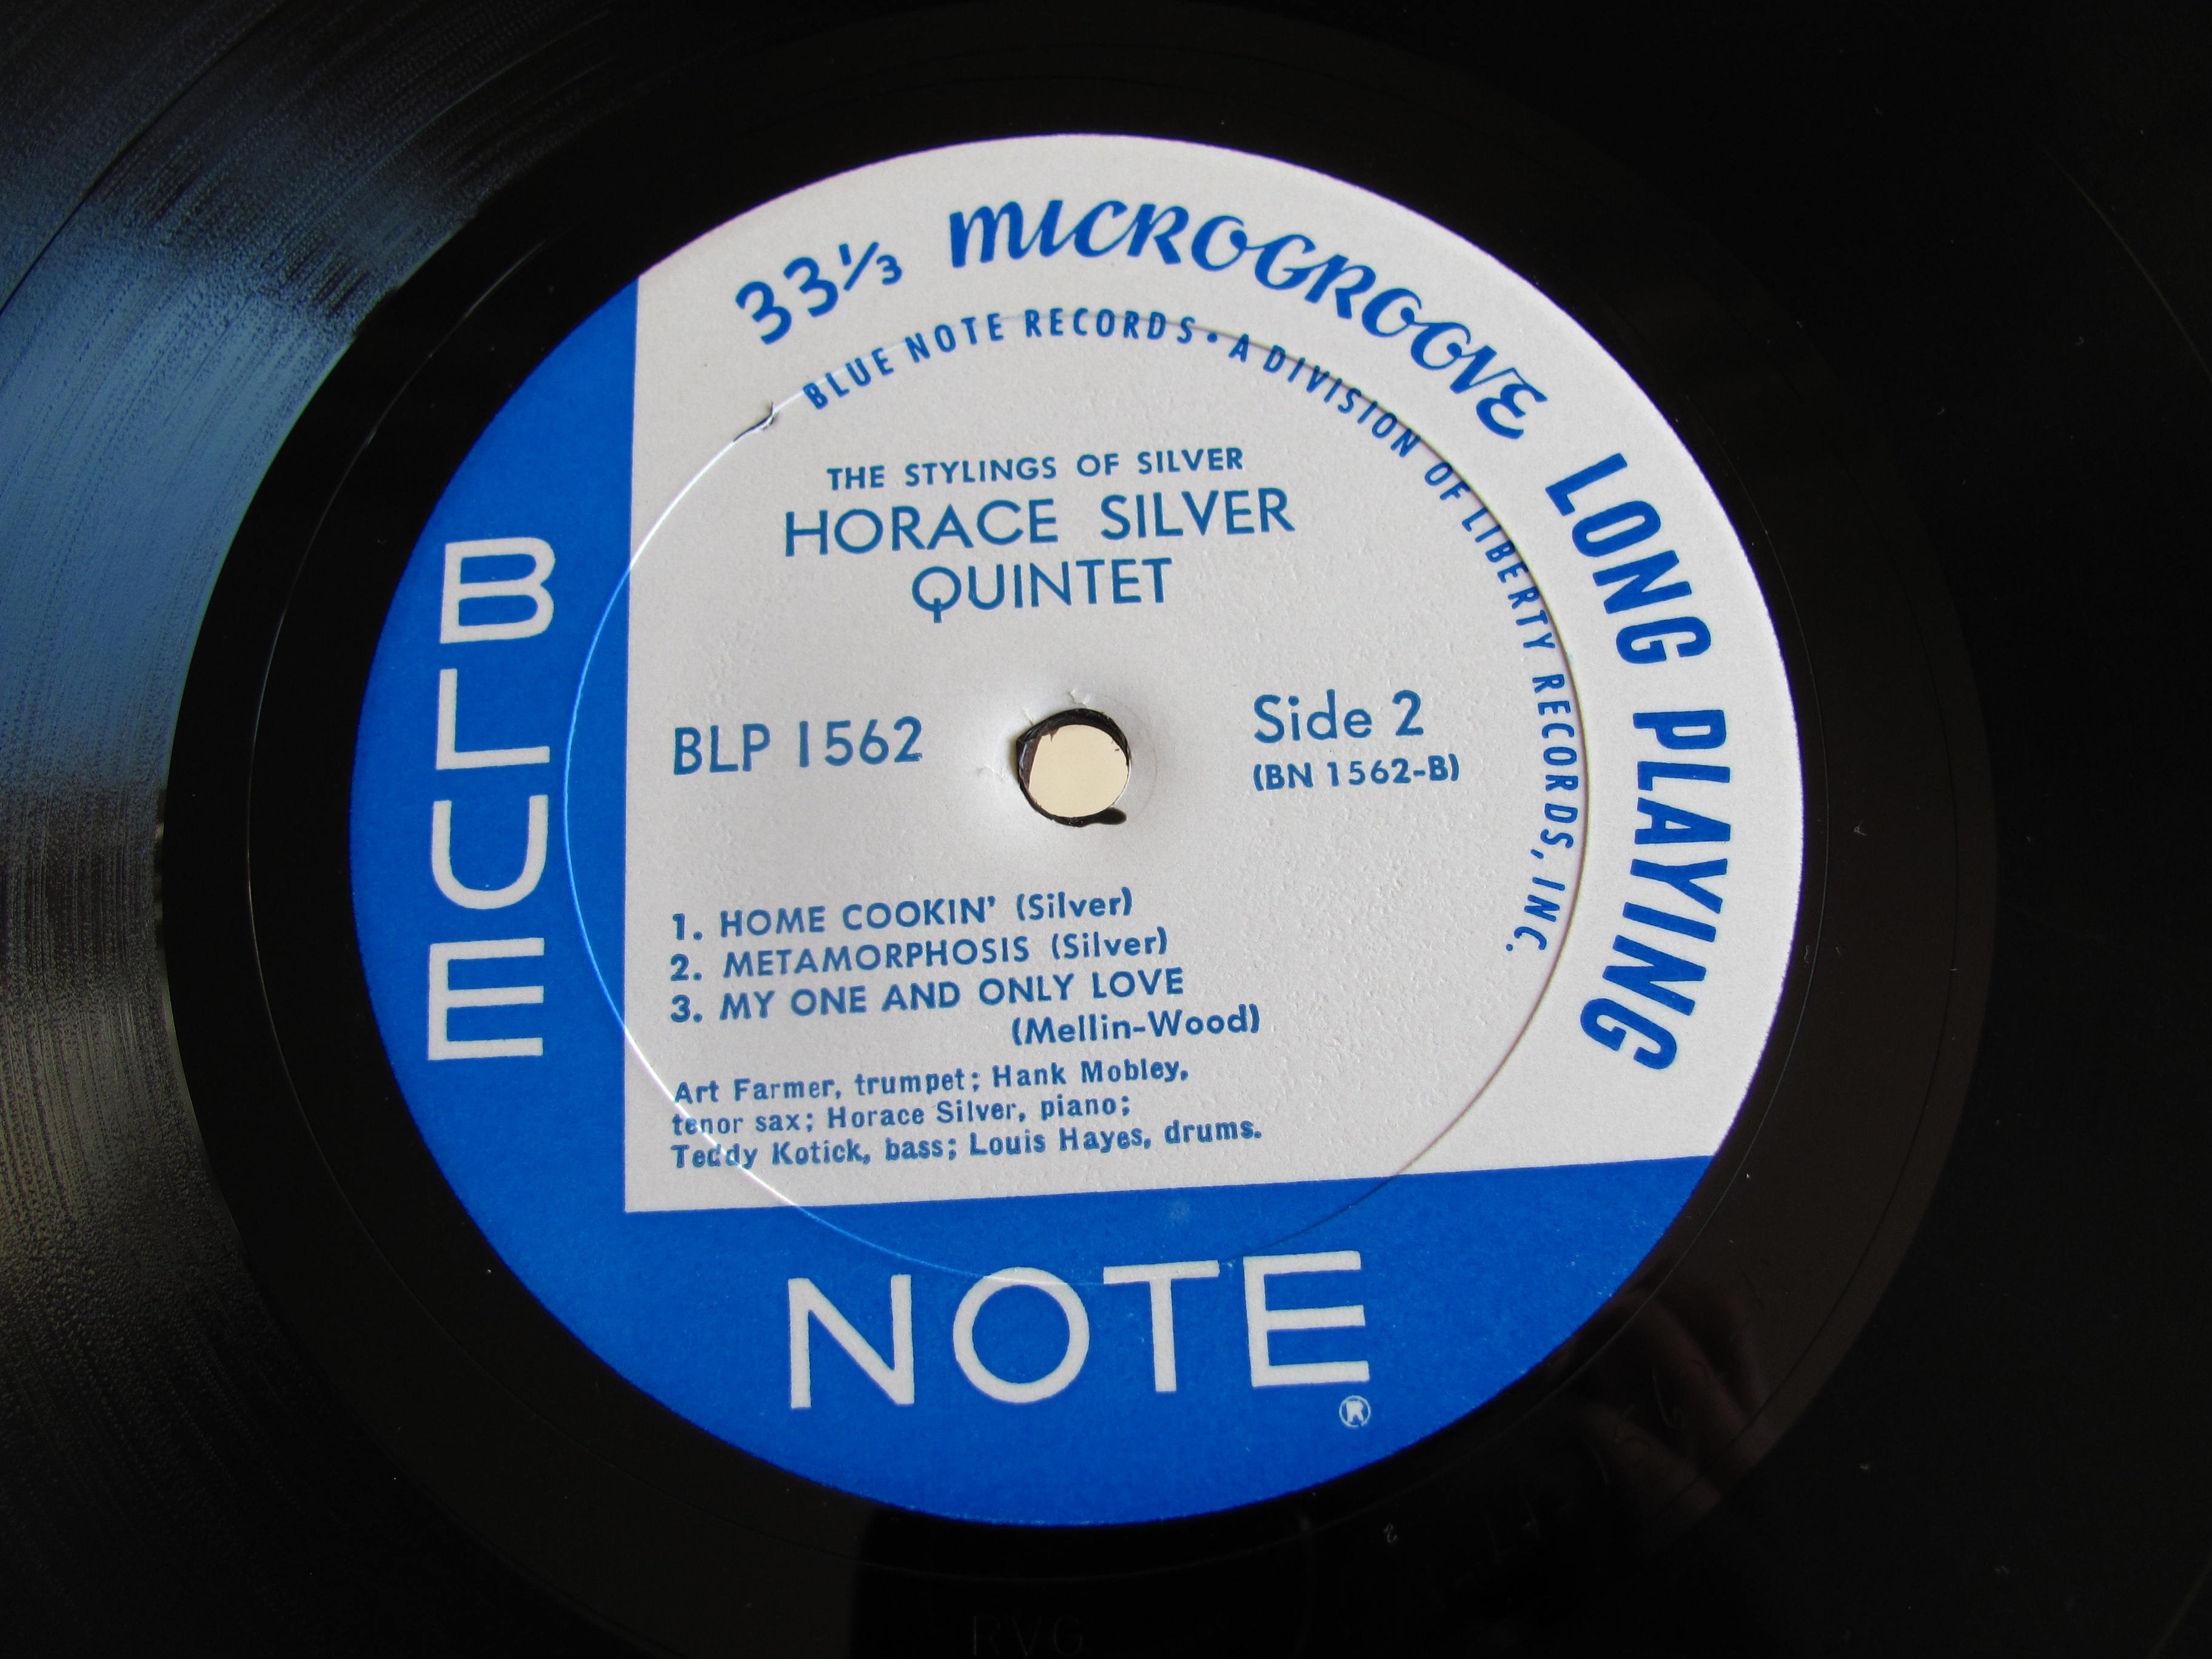 33⅓ MICROGROOVE LONG PLAYING
BLUE NOTE RECORDS • A DIVISION OF LIBERTY RECORDS, INC.
THE STYLINGS OF SILVER
HORACE SILVER
QUINTET
BLP 1562
Side 2
(BN 1562-B)
1. HOME COOKIN' (Silver)
2. METAMORPHOSIS (Silver)
3. MY ONE AND ONLY LOVE
(Mellin-Wood)
Art Farmer, trumpet; Hank Mobley,
tenor sax; Horace Silver, piano;
Teddy Kotick, bass; Louis Hayes, drums.
BLUE
NOTE
®
2
RVG